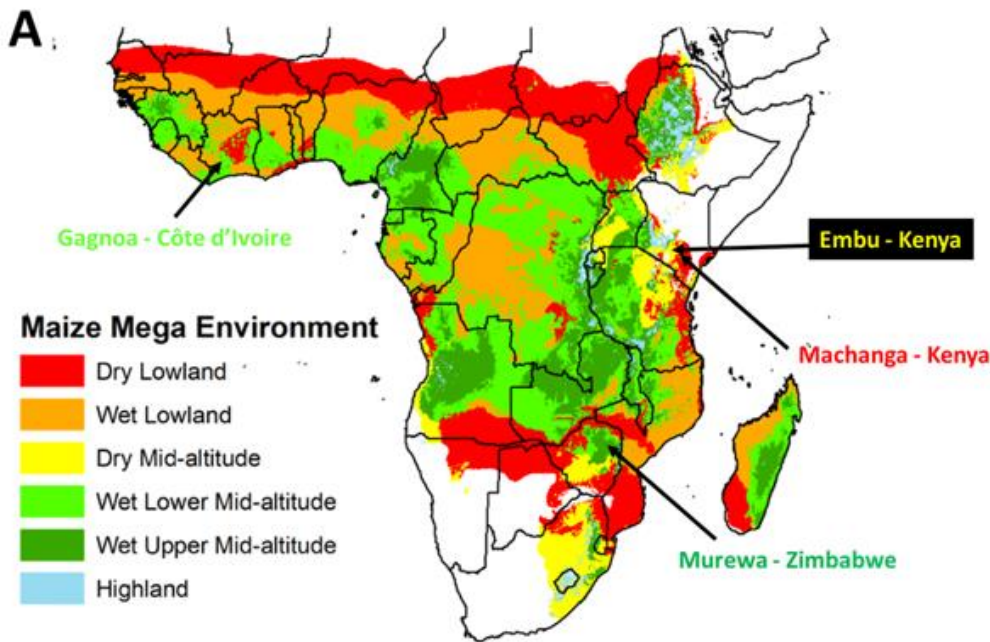 A
Gagnoa - Côte d'Ivoire
Embu - Kenya
Maize Mega Environment
Machanga - Kenya
Dry Lowland
Wet Lowland
Dry Mid-altitude
Wet Lower Mid-altitude
Wet Upper Mid-altitude
Murewa - Zimbabwe
Highland